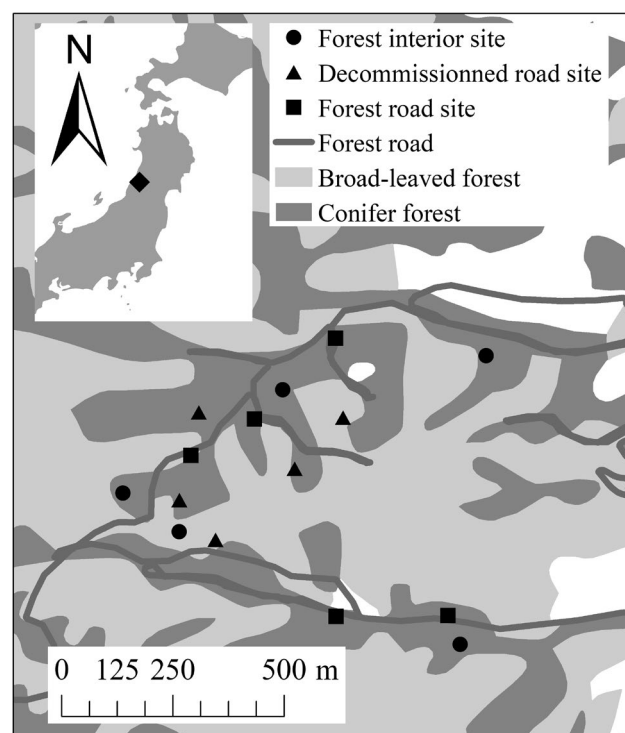 N
Forest interior site
Decommissionned road site
Forest road site
Forest road
Broad-leaved forest
Conifer forest
0 125 250 500 m